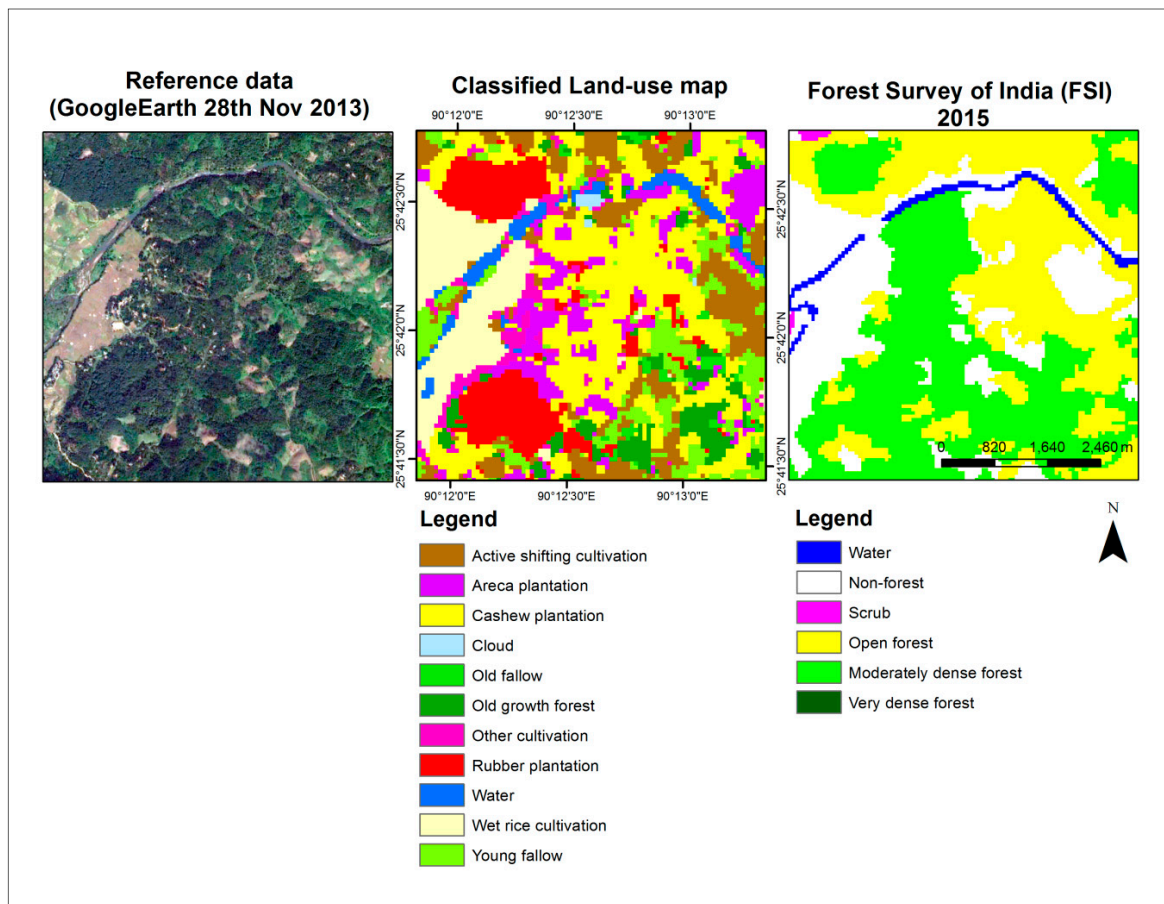 Reference data
(GoogleEarth 28th Nov 2013)
Classified Land-use map
Forest Survey of India (FSI)
2015
90°12'0"E
90°12'30"E
90°13'0"E
25°42'30"N
25°42'0"N
25°41'30"N
25°42'30"N
25°42'0"N
25°41'30"N
90°12'0"E
90°12'30"E
90°13'0"E
0 820 1,640 2,460 m
N
Legend
Active shifting cultivation
Areca plantation
Cashew plantation
Cloud
Old fallow
Old growth forest
Other cultivation
Rubber plantation
Water
Wet rice cultivation
Young fallow
Legend
Water
Non-forest
Scrub
Open forest
Moderately dense forest
Very dense forest